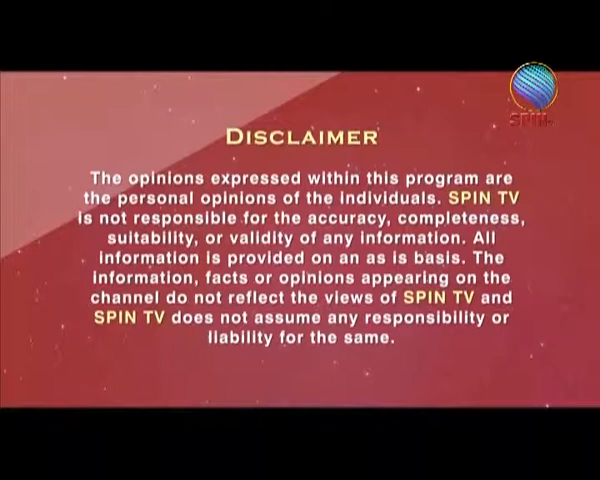 SPIN TV
DISCLAIMER
The opinions expressed within this program are
the personal opinions of the individuals. SPIN TV
is not responsible for the accuracy, completeness,
suitability, or validity of any information. All
information is provided on an as is basis. The
information, facts or opinions appearing on the
channel do not reflect the views of SPIN TV and
SPIN TV does not assume any responsibility or
liability for the same.